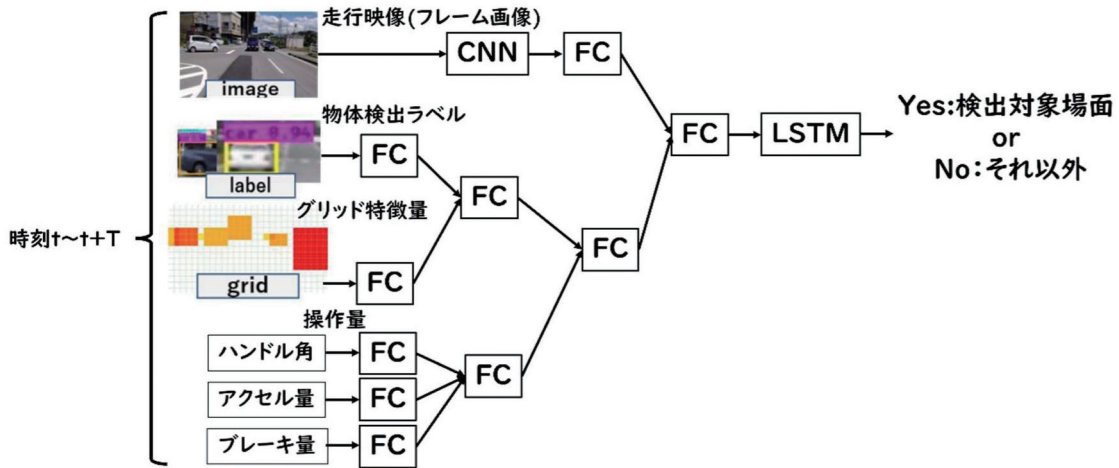 走行映像(フレーム画像)
image
CNN
FC
物体検出ラベル
car 0.94
label
FC
グリッド特徴量
grid
FC
FC
FC
FC
LSTM
Yes:検出対象場面
or
No:それ以外
時刻t~t+T
操作量
ハンドル角
FC
アクセル量
FC
ブレーキ量
FC
FC